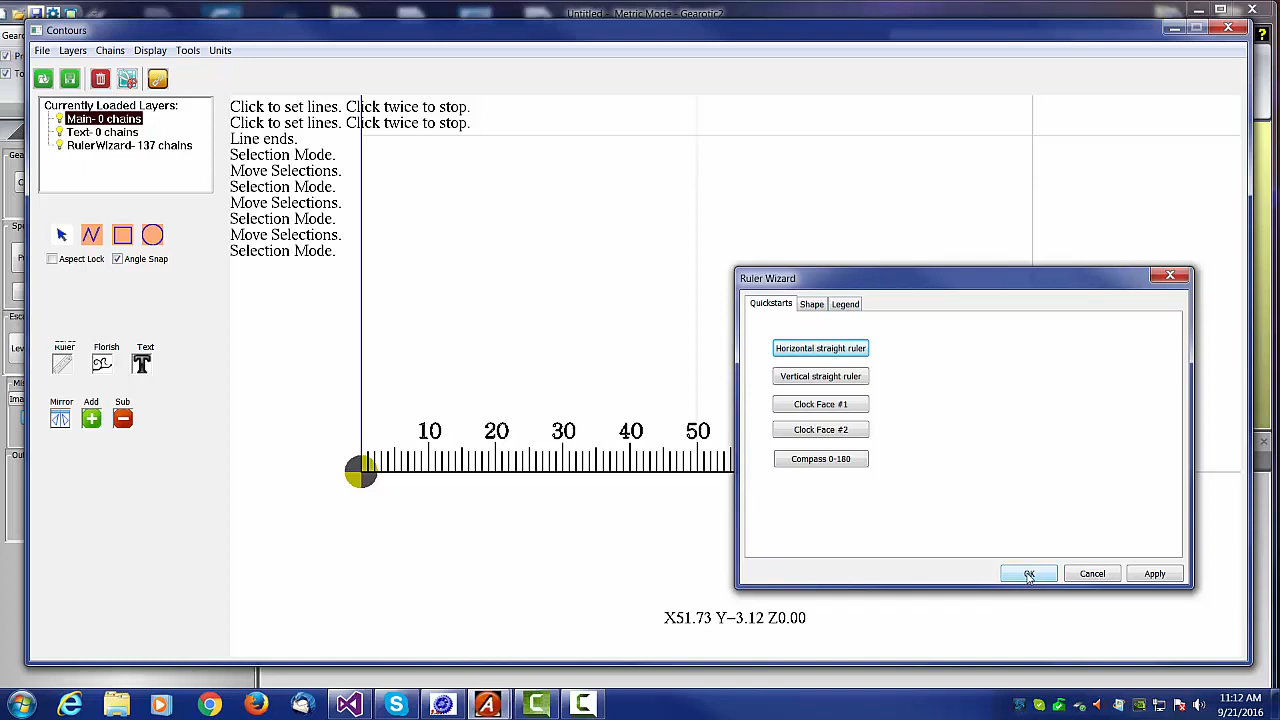 Untitled - Metric Mode - Gearotic
Contours
File Layers Chains Display Tools Units
Currently Loaded Layers:
Main- 0 chains
Text- 0 chains
RulerWizard- 137 chains
Click to set lines. Click twice to stop.
Click to set lines. Click twice to stop.
Line ends.
Selection Mode.
Move Selections.
Selection Mode.
Move Selections.
Selection Mode.
Move Selections.
Selection Mode.
Aspect Lock Angle Snap
Ruler Florish Text
Mirror Add Sub
10 20 30 40 50
Ruler Wizard
Quickstarts Shape Legend
Horizontal straight ruler
Vertical straight ruler
Clock Face #1
Clock Face #2
Compass 0-180
OK Cancel Apply
X51.73 Y−3.12 Z0.00
11:12 AM
9/21/2016